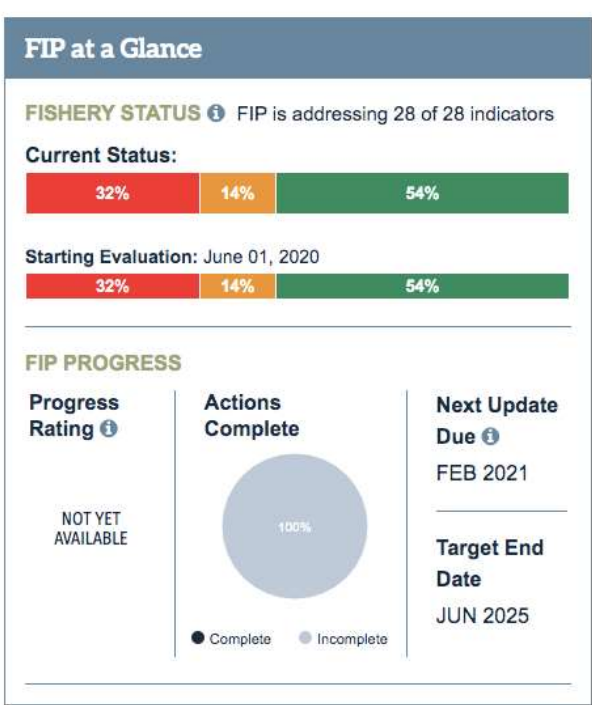 FIP at a Glance
FISHERY STATUS i FIP is addressing 28 of 28 indicators
Current Status:
32% 14% 54%
Starting Evaluation: June 01, 2020
32% 14% 54%
FIP PROGRESS
Progress
Rating i
NOT YET
AVAILABLE
Actions
Complete
100%
Complete Incomplete
Next Update
Due i
FEB 2021
Target End
Date
JUN 2025